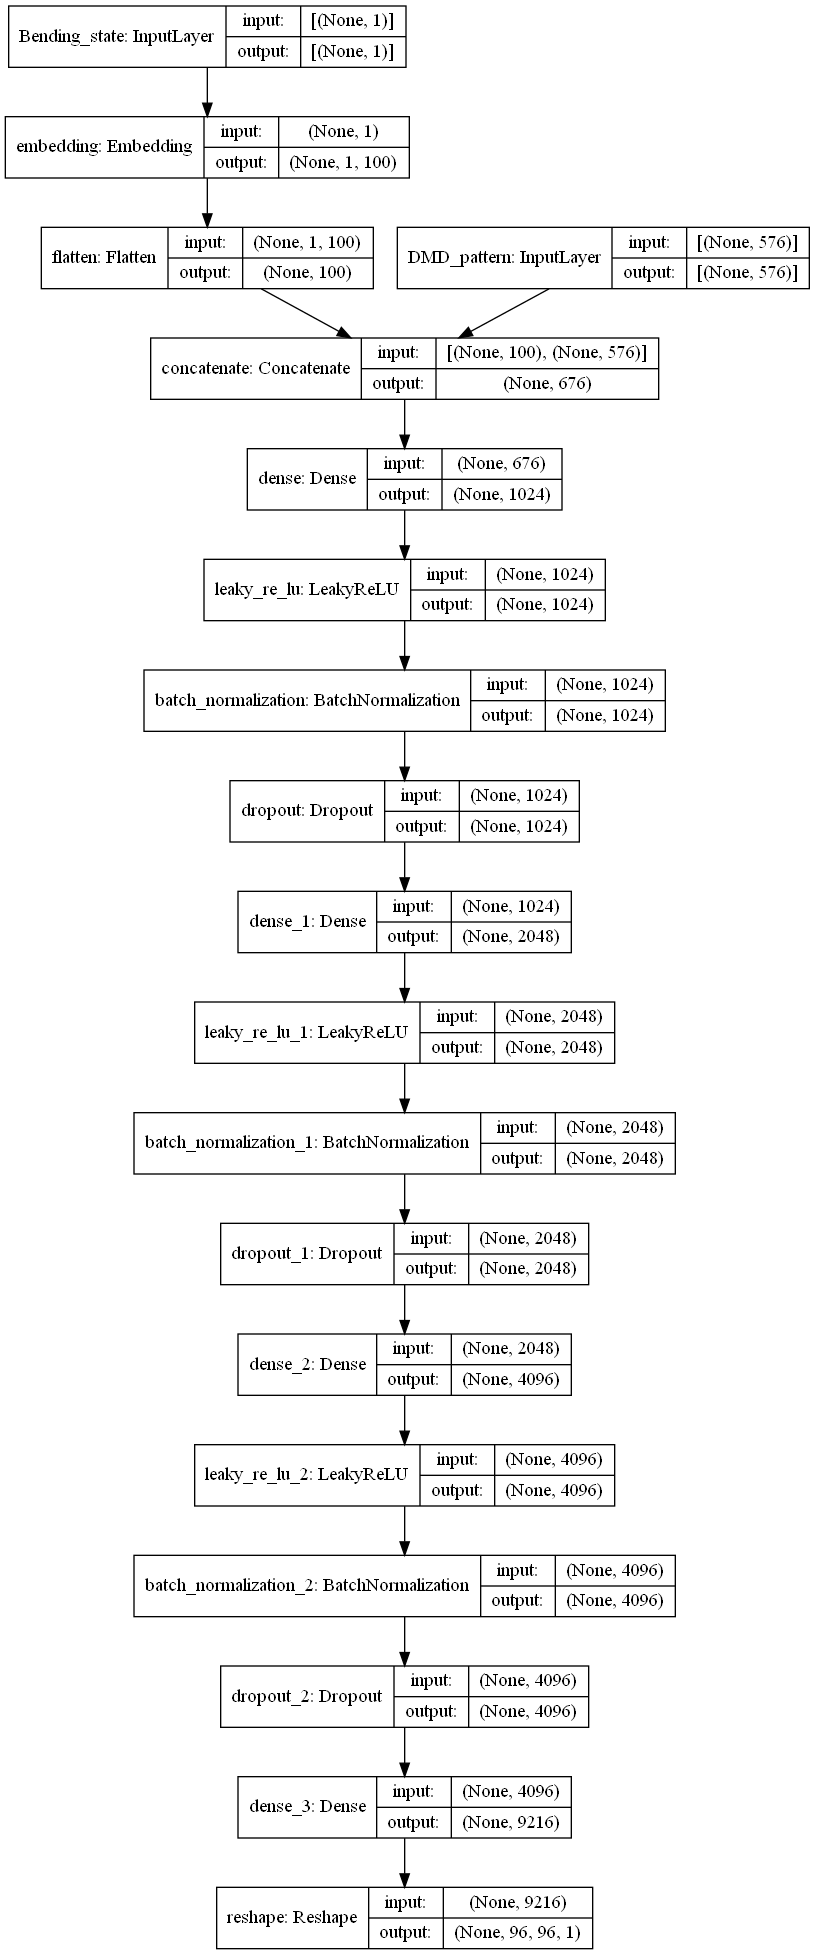 Bending_state: InputLayer
input:
[(None, 1)]
output:
[(None, 1)]
embedding: Embedding
input:
(None, 1)
output:
(None, 1, 100)
flatten: Flatten
input:
(None, 1, 100)
output:
(None, 100)
DMD_pattern: InputLayer
input:
[(None, 576)]
output:
[(None, 576)]
concatenate: Concatenate
input:
[(None, 100), (None, 576)]
output:
(None, 676)
dense: Dense
input:
(None, 676)
output:
(None, 1024)
leaky_re_lu: LeakyReLU
input:
(None, 1024)
output:
(None, 1024)
batch_normalization: BatchNormalization
input:
(None, 1024)
output:
(None, 1024)
dropout: Dropout
input:
(None, 1024)
output:
(None, 1024)
dense_1: Dense
input:
(None, 1024)
output:
(None, 2048)
leaky_re_lu_1: LeakyReLU
input:
(None, 2048)
output:
(None, 2048)
batch_normalization_1: BatchNormalization
input:
(None, 2048)
output:
(None, 2048)
dropout_1: Dropout
input:
(None, 2048)
output:
(None, 2048)
dense_2: Dense
input:
(None, 2048)
output:
(None, 4096)
leaky_re_lu_2: LeakyReLU
input:
(None, 4096)
output:
(None, 4096)
batch_normalization_2: BatchNormalization
input:
(None, 4096)
output:
(None, 4096)
dropout_2: Dropout
input:
(None, 4096)
output:
(None, 4096)
dense_3: Dense
input:
(None, 4096)
output:
(None, 9216)
reshape: Reshape
input:
(None, 9216)
output:
(None, 96, 96, 1)